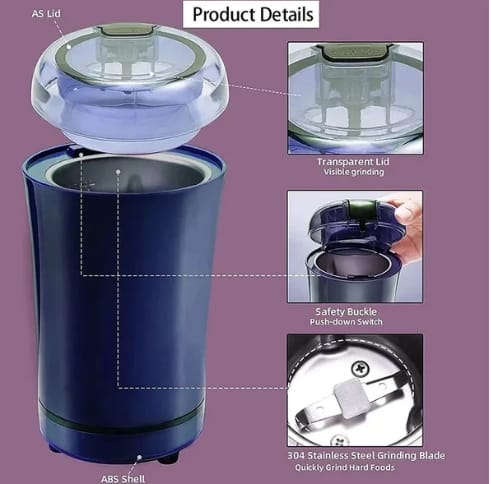 Product Details
AS Lid
Transparent Lid
Visible grinding
Safety Buckle
Push-down Switch
304 Stainless Steel Grinding Blade
Quickly Grind Hard Foods
ABS Shell